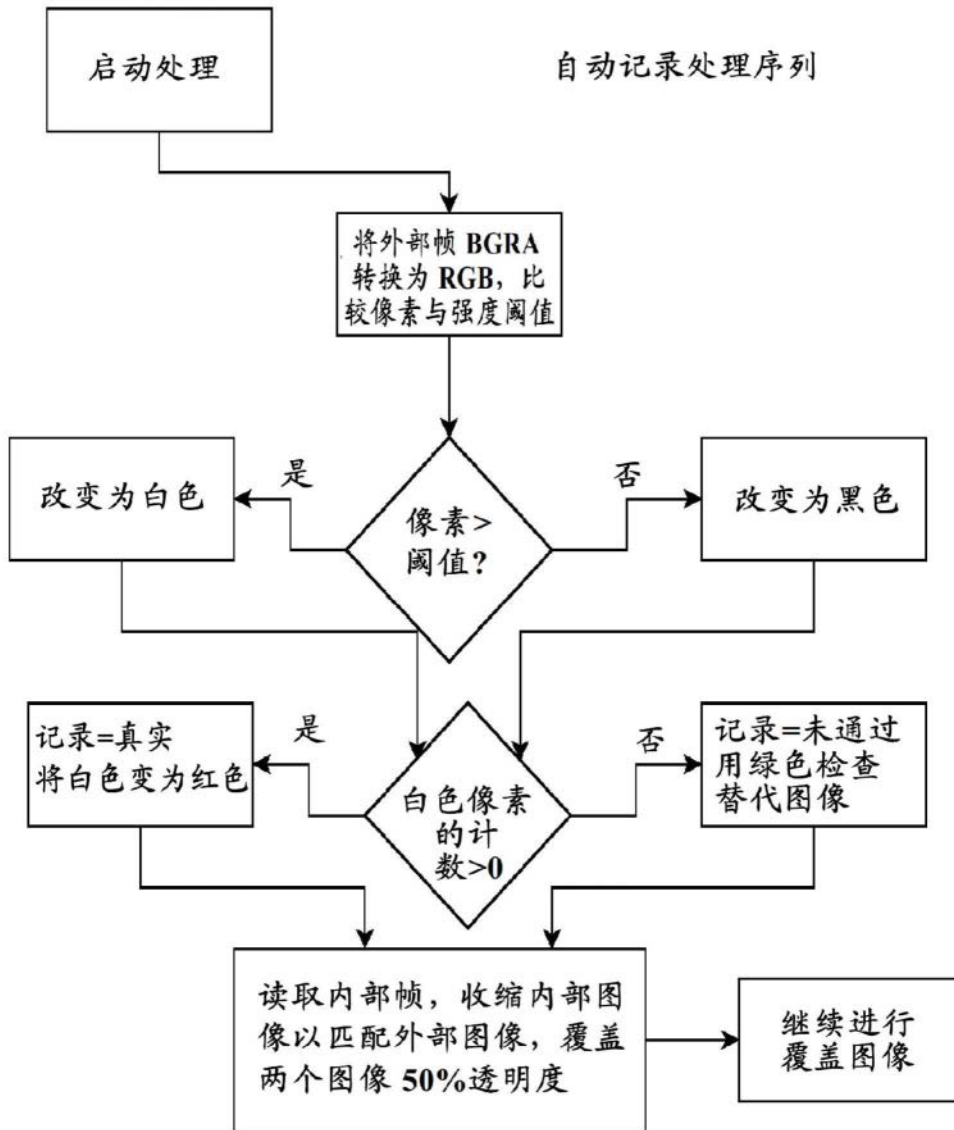 启动处理
自动记录处理序列
将外部帧 BGRA
转换为 RGB，比
较像素与强度阈值
是
否
改变为白色
像素>
阈值?
改变为黑色
记录=真实
将白色变为红色
是
否
记录=未通过
用绿色检查
替代图像
白色像素
的计
数>0
读取内部帧，收缩内部图
像以匹配外部图像，覆盖
两个图像 50%透明度
继续进行
覆盖图像